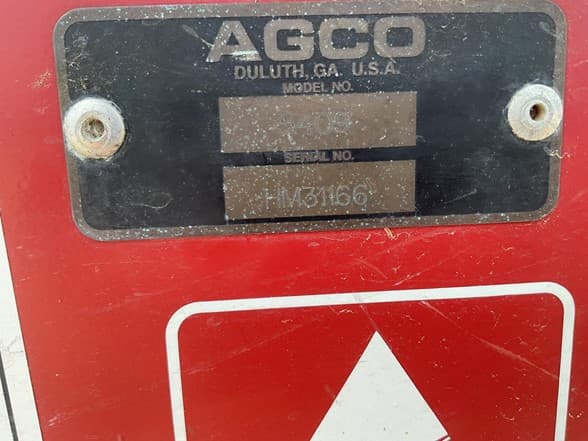 AGCO
DULUTH, GA U.S.A.
MODEL NO.
SERIAL NO.
HM31166